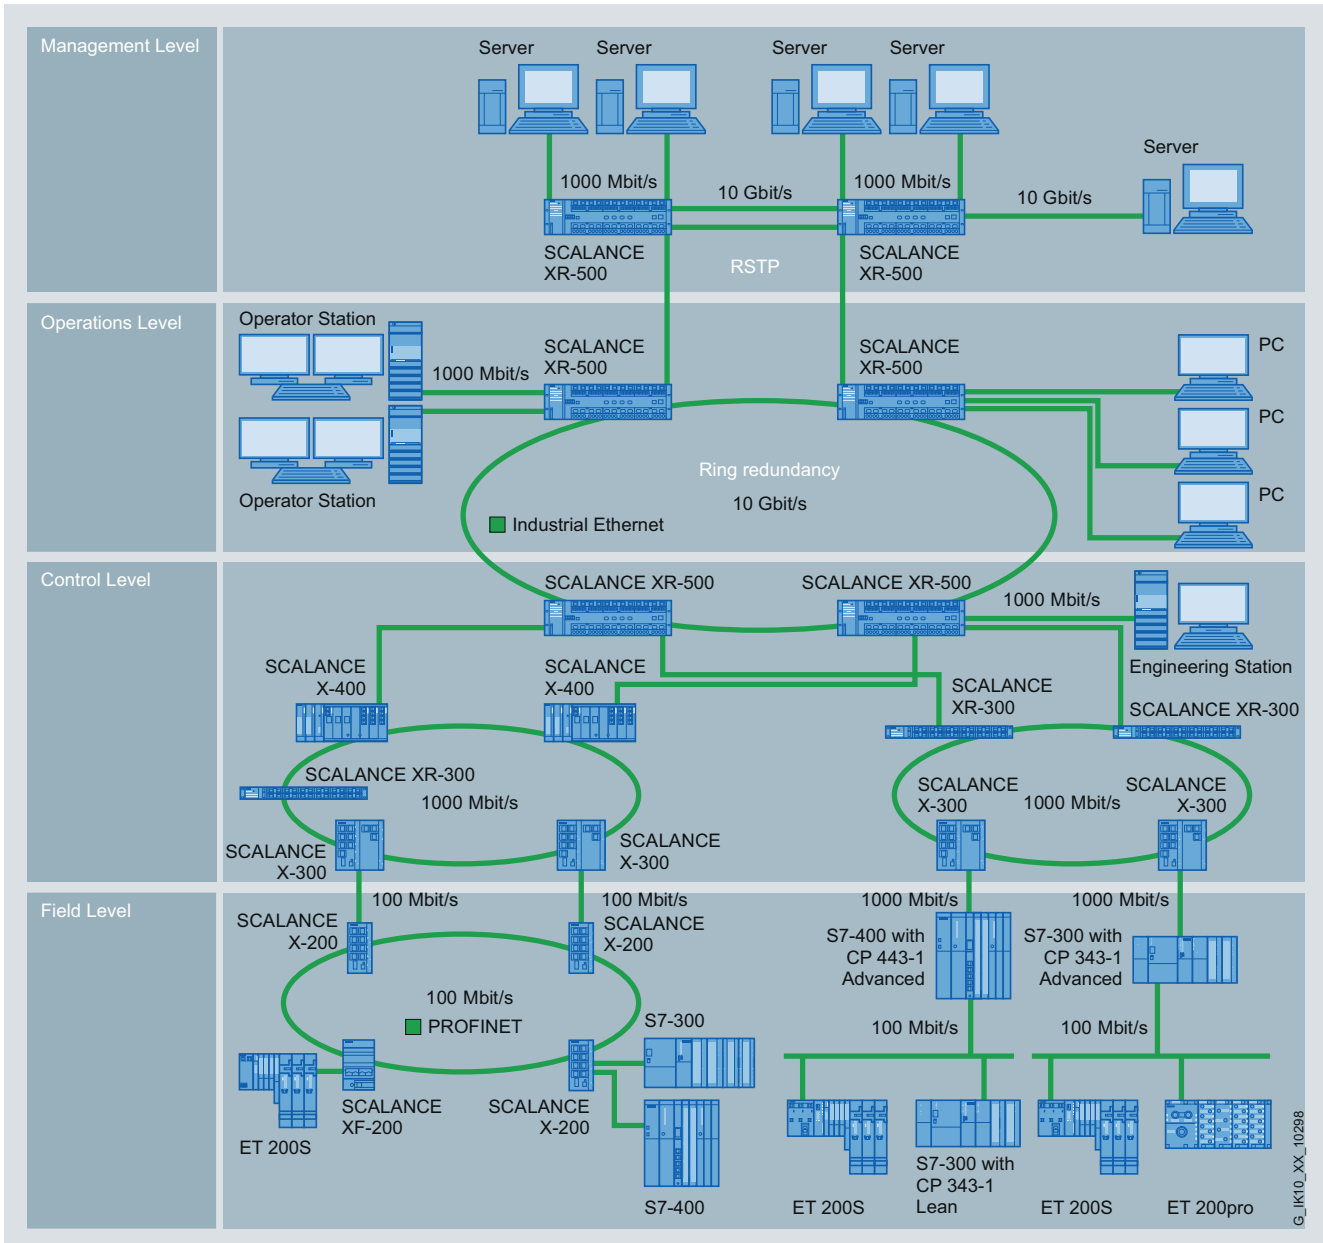 Management Level
Server
Server
Server
Server
Server
1000 Mbit/s
10 Gbit/s
1000 Mbit/s
10 Gbit/s
SCALANCE
XR-500
RSTP
SCALANCE
XR-500
Operations Level
Operator Station
1000 Mbit/s
SCALANCE
XR-500
SCALANCE
XR-500
PC
PC
PC
Operator Station
Ring redundancy
10 Gbit/s
Industrial Ethernet
Control Level
SCALANCE XR-500
SCALANCE XR-500
1000 Mbit/s
Engineering Station
SCALANCE
X-400
SCALANCE
X-400
SCALANCE
XR-300
SCALANCE XR-300
SCALANCE XR-300
1000 Mbit/s
SCALANCE
X-300
1000 Mbit/s
SCALANCE
X-300
SCALANCE
X-300
SCALANCE
X-300
Field Level
100 Mbit/s
100 Mbit/s
1000 Mbit/s
1000 Mbit/s
SCALANCE
X-200
SCALANCE
X-200
S7-400 with
CP 443-1
Advanced
S7-300 with
CP 343-1
Advanced
100 Mbit/s
PROFINET
S7-300
100 Mbit/s
100 Mbit/s
SCALANCE
XF-200
SCALANCE
X-200
ET 200S
S7-400
ET 200S
S7-300 with
CP 343-1
Lean
ET 200S
ET 200pro
G_IK10_XX_10298